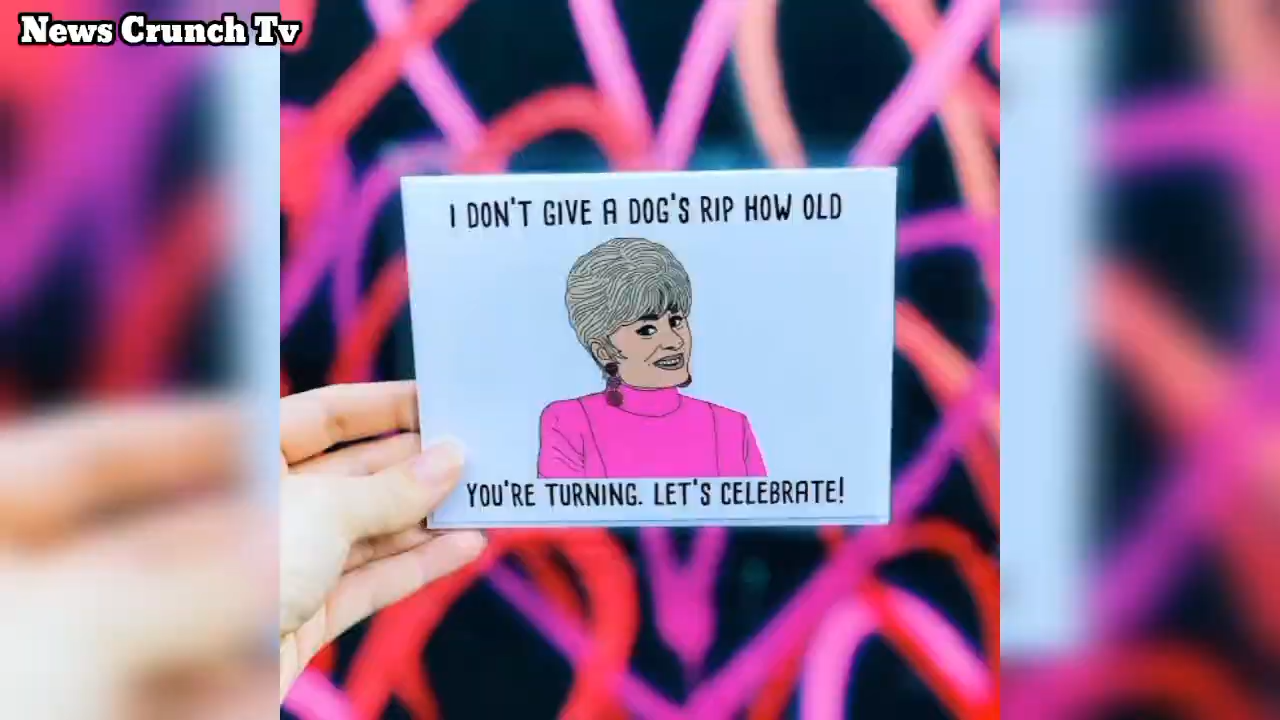 News Crunch Tv
I DON'T GIVE A DOG'S RIP HOW OLD
YOU'RE TURNING. LET'S CELEBRATE!